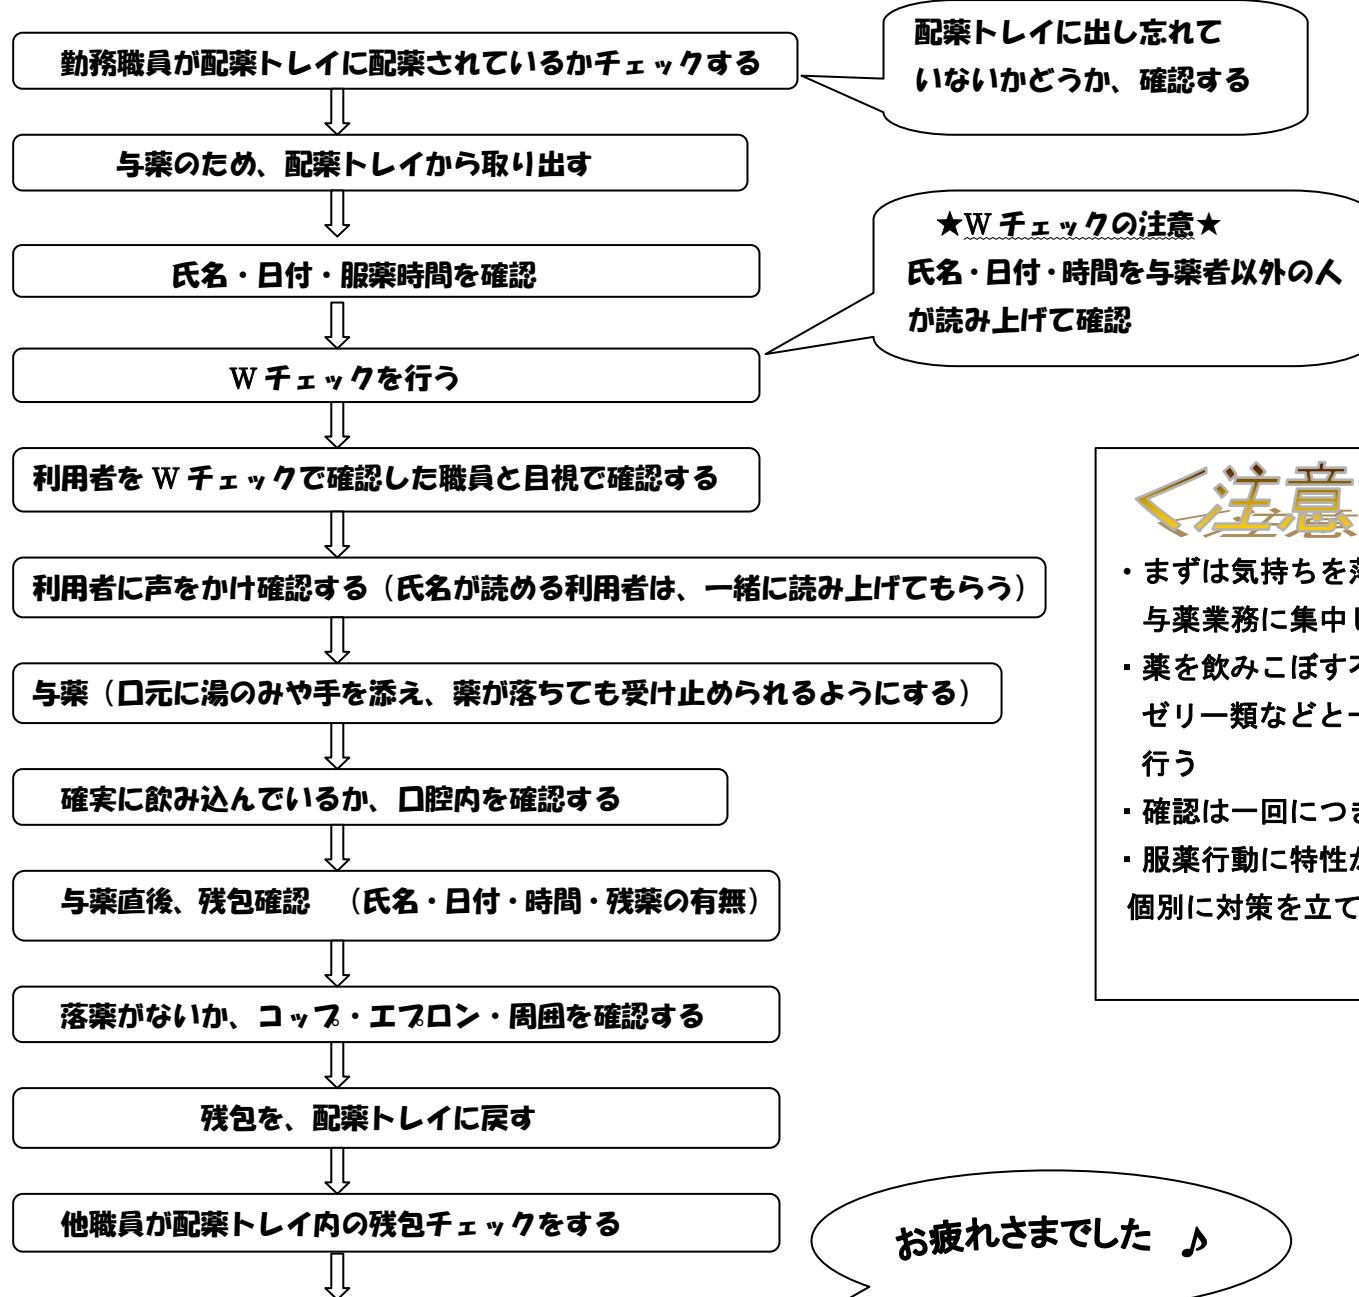 勤務職員が配薬トレイに配薬されているかチェックする
配薬トレイに出し忘れて
いないかどうか、確認する
与薬のため、配薬トレイから取り出す
氏名・日付・服薬時間を確認
★Wチェックの注意★
氏名・日付・時間を与薬者以外の人
が読み上げて確認
Wチェックを行う
利用者をWチェックで確認した職員と目視で確認する
利用者に声をかけ確認する（氏名が読める利用者は、一緒に読み上げてもらう）
与薬（口元に湯のみや手を添え、薬が落ちても受け止められるようにする）
確実に飲み込んでいるか、口腔内を確認する
与薬直後、残包確認　（氏名・日付・時間・残薬の有無）
落薬がないか、コップ・エプロン・周囲を確認する
残包を、配薬トレイに戻す
他職員が配薬トレイ内の残包チェックをする
＜注意
・まずは気持ちを
与薬業務に集中
・薬を飲みこぼす
ゼリー類などと
行う
・確認は一回につ
・服薬行動に特性
個別に対策を立て
お疲れさまでした　♪